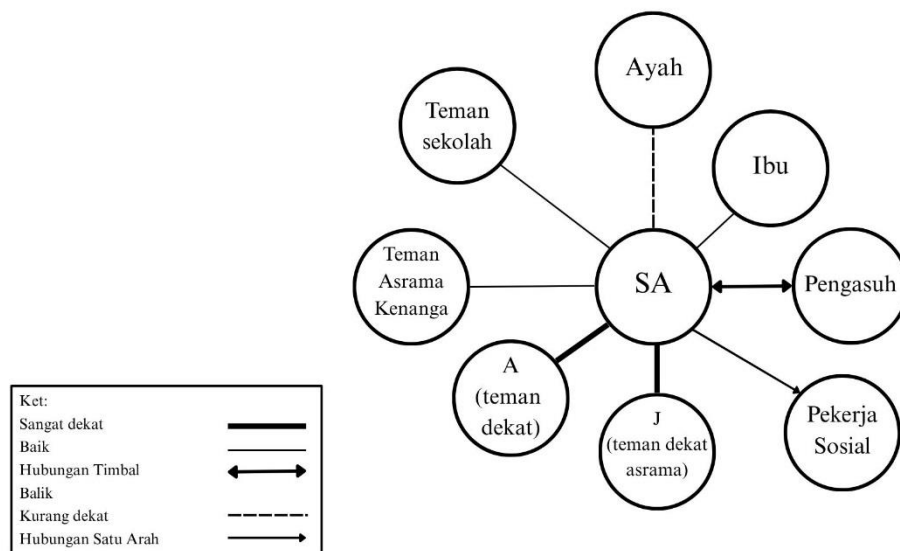 Ayah
Teman
sekolah
Ibu
Teman
Asrama
Kenanga
SA
Pengasuh
A
(teman
dekat)
J
(teman dekat
asrama)
Pekerja
Sosial
Ket:
Sangat dekat
Baik
Hubungan Timbal
Balik
Kurang dekat
Hubungan Satu Arah